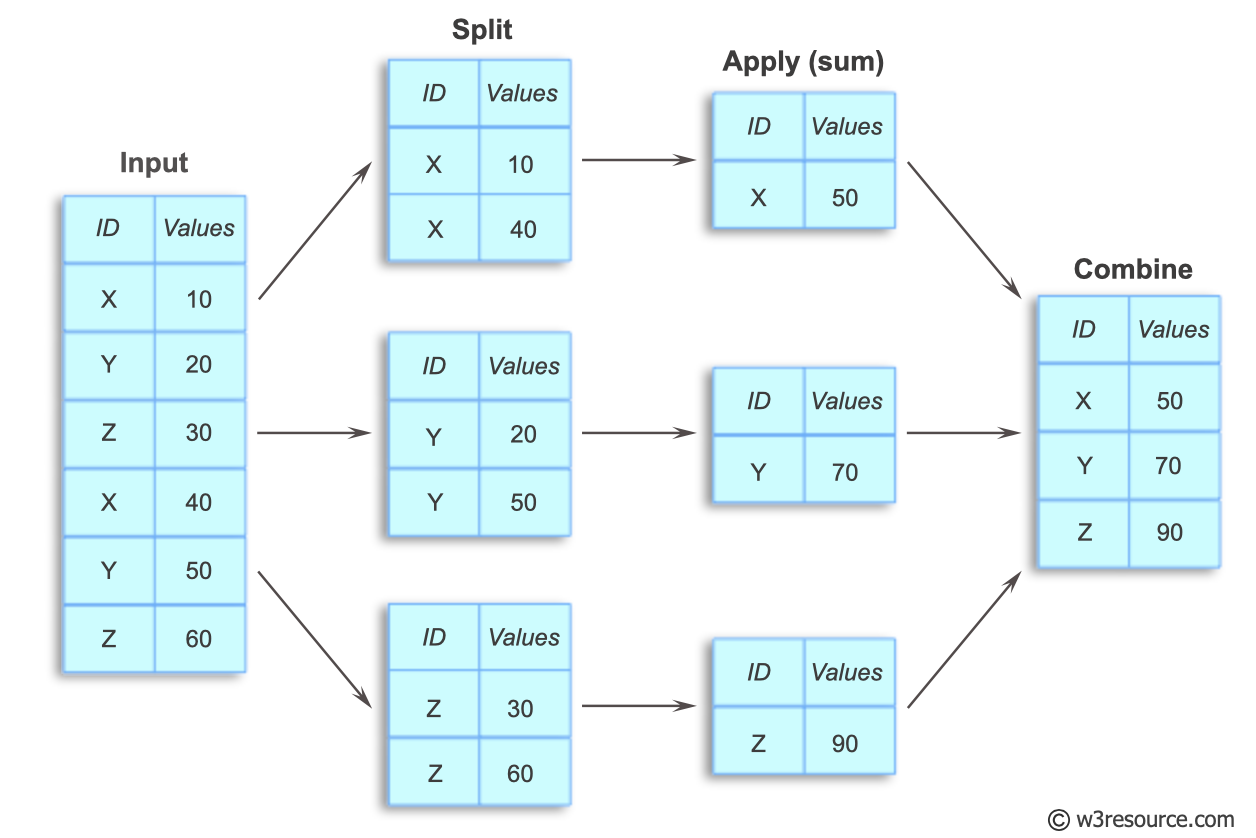 Input
ID Values
X 10
Y 20
Z 30
X 40
Y 50
Z 60
Split
ID Values
X 10
X 40
ID Values
Y 20
Y 50
ID Values
Z 30
Z 60
Apply (sum)
ID Values
X 50
ID Values
Y 70
ID Values
Z 90
Combine
ID Values
X 50
Y 70
Z 90
© w3resource.com